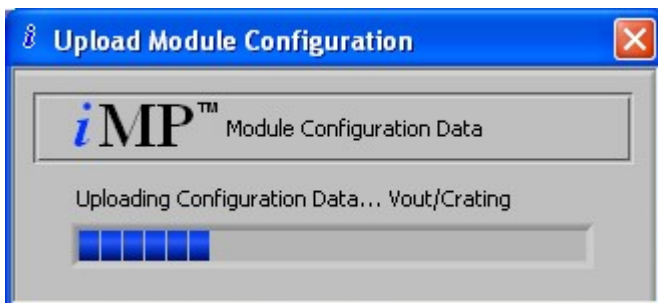 i Upload Module Configuration
iMP™ Module Configuration Data
Uploading Configuration Data... Vout/Crating